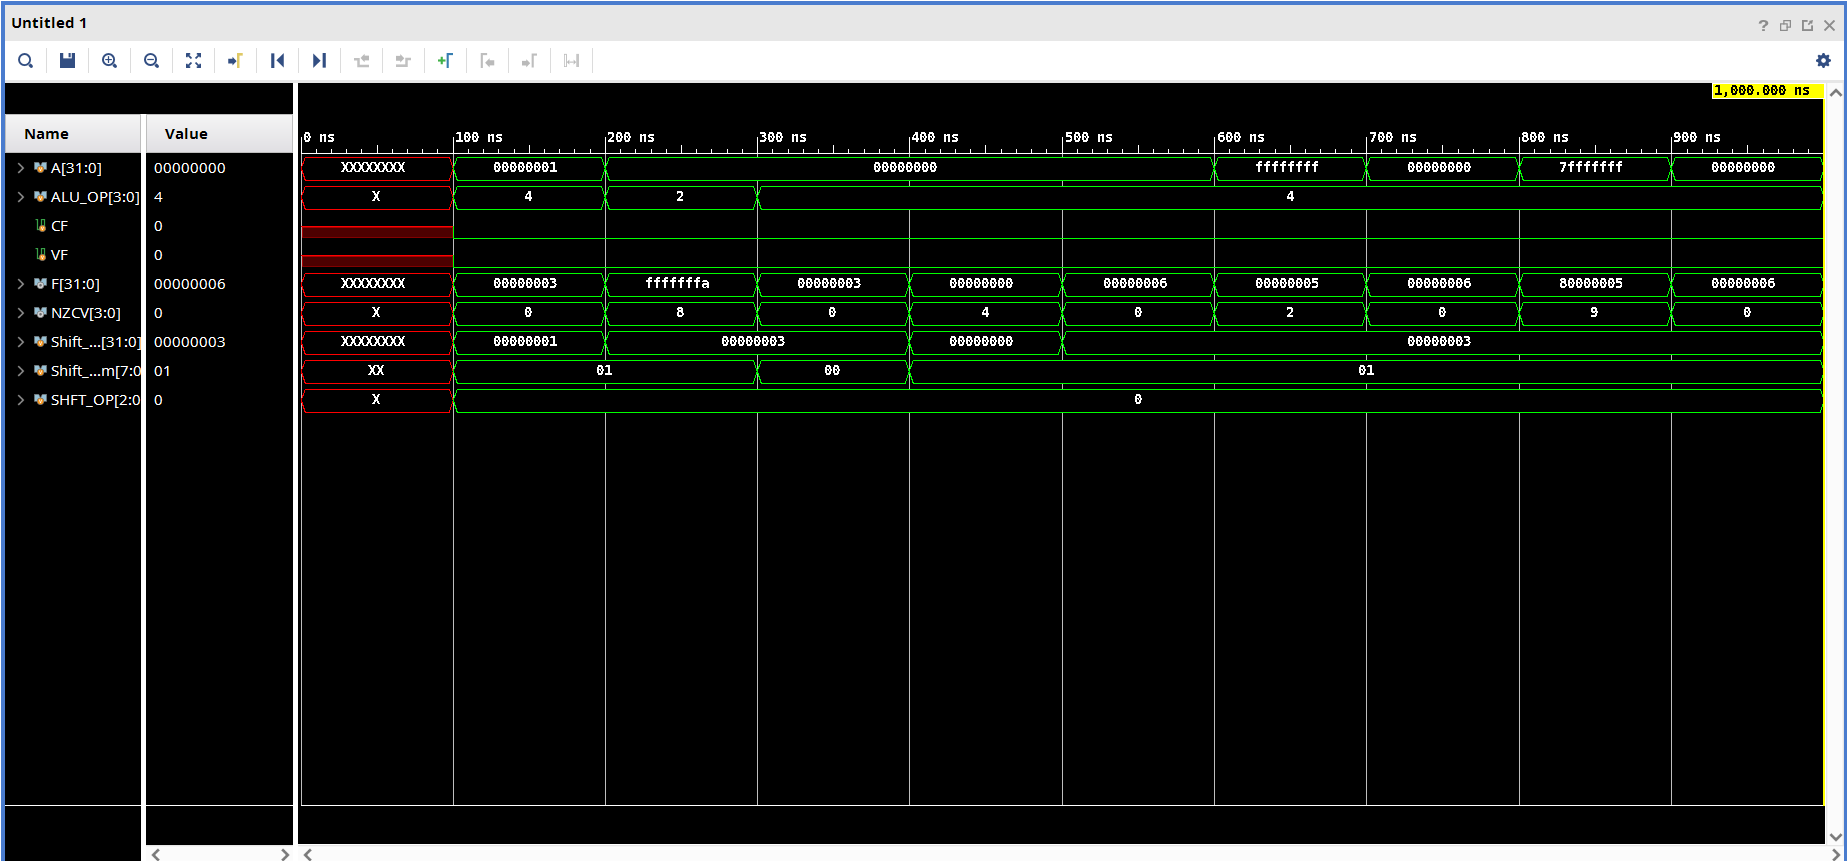 Untitled 1
?
1,000.000 ns
Name Value
0 ns 100 ns 200 ns 300 ns 400 ns 500 ns 600 ns 700 ns 800 ns 900 ns
A[31:0] 00000000 XXXXXXXX 00000001 00000000 ffffffff 00000000 7fffffff 00000000
ALU_OP[3:0] 4 X 4 2 4
CF 0
VF 0
F[31:0] 00000006 XXXXXXXX 00000003 fffffffa 00000003 00000000 00000006 00000005 00000006 80000005 00000006
NZCV[3:0] 0 X 0 8 0 4 0 2 0 9 0
Shift_...[31:0] 00000003 XXXXXXXX 00000001 00000003 00000000 00000003
Shift_...m[7:0 01 XX 01 00 01
SHFT_OP[2:0 0 X 0